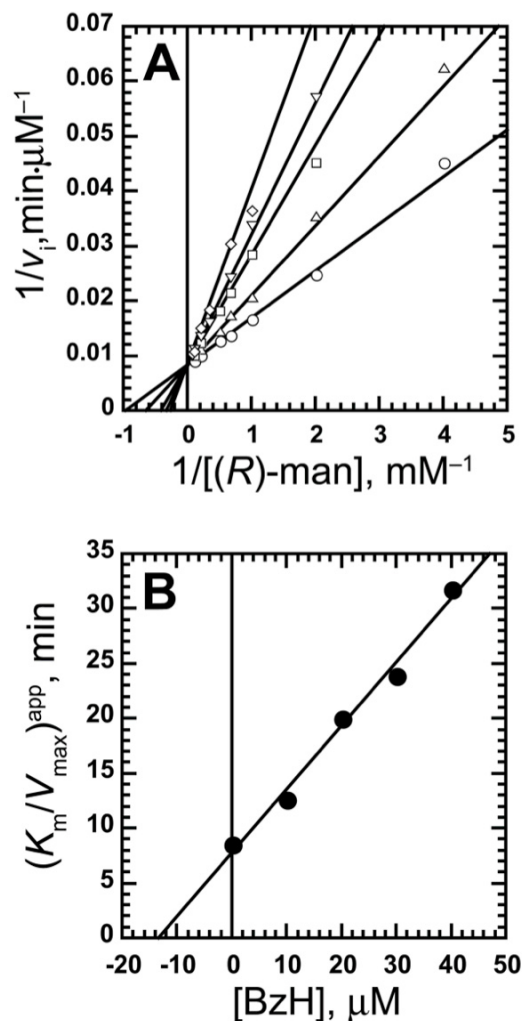 A
1/vi, min·μM–1
0.07
0.06
0.05
0.04
0.03
0.02
0.01
0
-1 0 1 2 3 4 5
1/[(R)-man], mM–1
B
(Km/Vmax)app, min
35
30
25
20
15
10
5
0
-20 -10 0 10 20 30 40 50
[BzH], μM